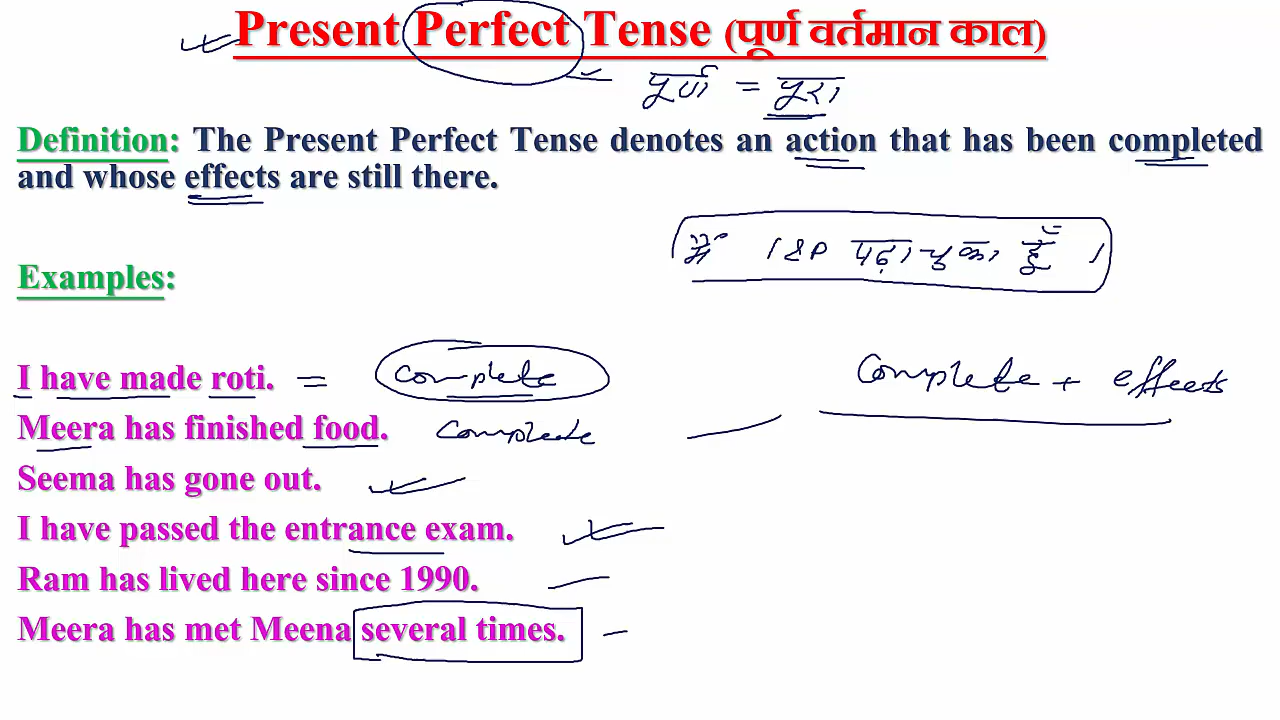 Present Perfect Tense (पूर्ण वर्तमान काल)
पूर्ण = पूरा
Definition: The Present Perfect Tense denotes an action that has been completed
and whose effects are still there.
मैं पढ़ा चुका हूँ ।
Examples:
I have made roti. = complete
Complete + effects
Meera has finished food. complete
Seema has gone out.
I have passed the entrance exam.
Ram has lived here since 1990.
Meera has met Meena several times.